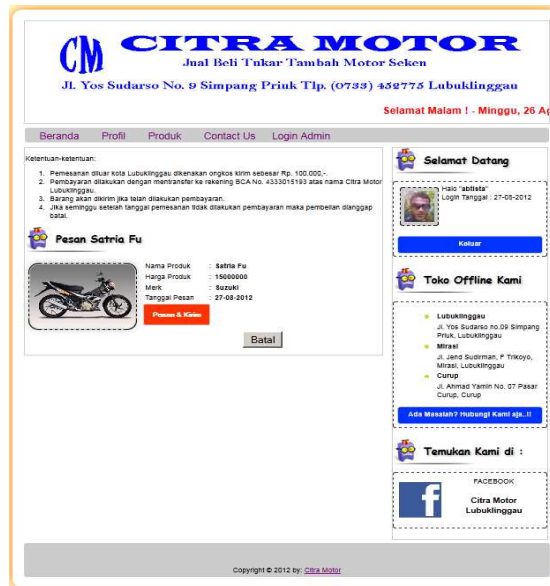 CM
CITRA MOTOR
Jual Beli Tukar Tambah Motor Seken
Jl. Yos Sudarso No. 9 Simpang Priuk Tlp. (0733) 452775 Lubuklinggau
Selamat Malam ! - Minggu, 26 Ag
Beranda Profil Produk Contact Us Login Admin
Ketentuan-ketentuan:
1. Pemesanan diluar kota Lubuklinggau dikenakan ongkos kirim sebesar Rp. 100.000,-.
2. Pembayaran dilakukan dengan mentransfer ke rekening BCA No. 4333015193 atas nama Citra Motor
Lubuklinggau.
3. Barang akan dikirim jika telah dilakukan pembayaran.
4. Jika seminggu setelah tanggal pemesanan tidak dilakukan pembayaran maka pembelian dianggap
batal.
Pesan Satria Fu
Nama Produk : Satria Fu
Harga Produk : 15000000
Merk : Suzuki
Tanggal Pesan : 27-08-2012
Pesan & Kirim
Batal
Selamat Datang
Halo "abtista"
Login Tanggal : 27-08-2012
Keluar
Toko Offline Kami
Lubuklinggau
Jl. Yos Sudarso no.09 Simpang
Priuk, Lubuklinggau
Mirasi
Jl. Jend Sudirman, P Trikoyo,
Mirasi, Lubuklinggau
Curup
Jl. Ahmad Yamin No. 07 Pasar
Curup, Curup
Ada Masalah? Hubungi Kami aja..!!
Temukan Kami di :
FACEBOOK
Citra Motor
Lubuklinggau
Copyright © 2012 by: Citra Motor